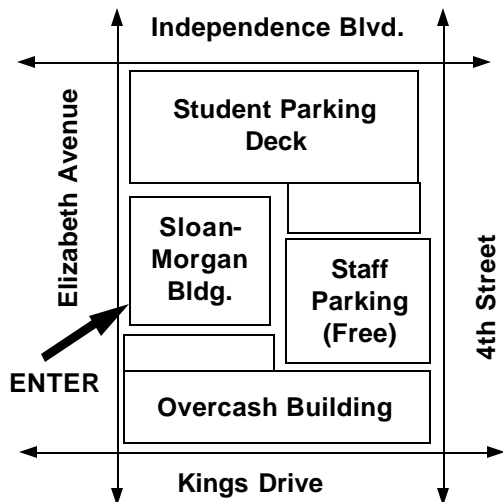 Independence Blvd.
Elizabeth Avenue
Student Parking
Deck
Sloan-
Morgan
Bldg.
Staff
Parking
(Free)
4th Street
ENTER
Overcash Building
Kings Drive